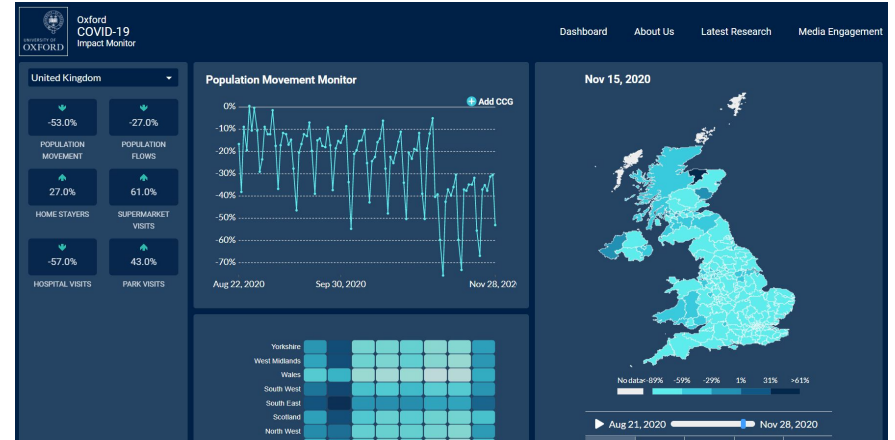 UNIVERSITY OF
OXFORD
Oxford
COVID-19
Impact Monitor
Dashboard
About Us
Latest Research
Media Engagement
United Kingdom
-53.0%
POPULATION
MOVEMENT
-27.0%
POPULATION
FLOWS
27.0%
HOME STAYERS
61.0%
SUPERMARKET
VISITS
-57.0%
HOSPITAL VISITS
43.0%
PARK VISITS
Population Movement Monitor
Add CCG
0%
-10%
-20%
-30%
-40%
-50%
-60%
-70%
Aug 22, 2020
Sep 30, 2020
Nov 28, 202
Yorkshire
West Midlands
Wales
South West
South East
Scotland
North West
Nov 15, 2020
No data <-89% -59% -29% 1% 31% >61%
Aug 21, 2020
Nov 28, 2020